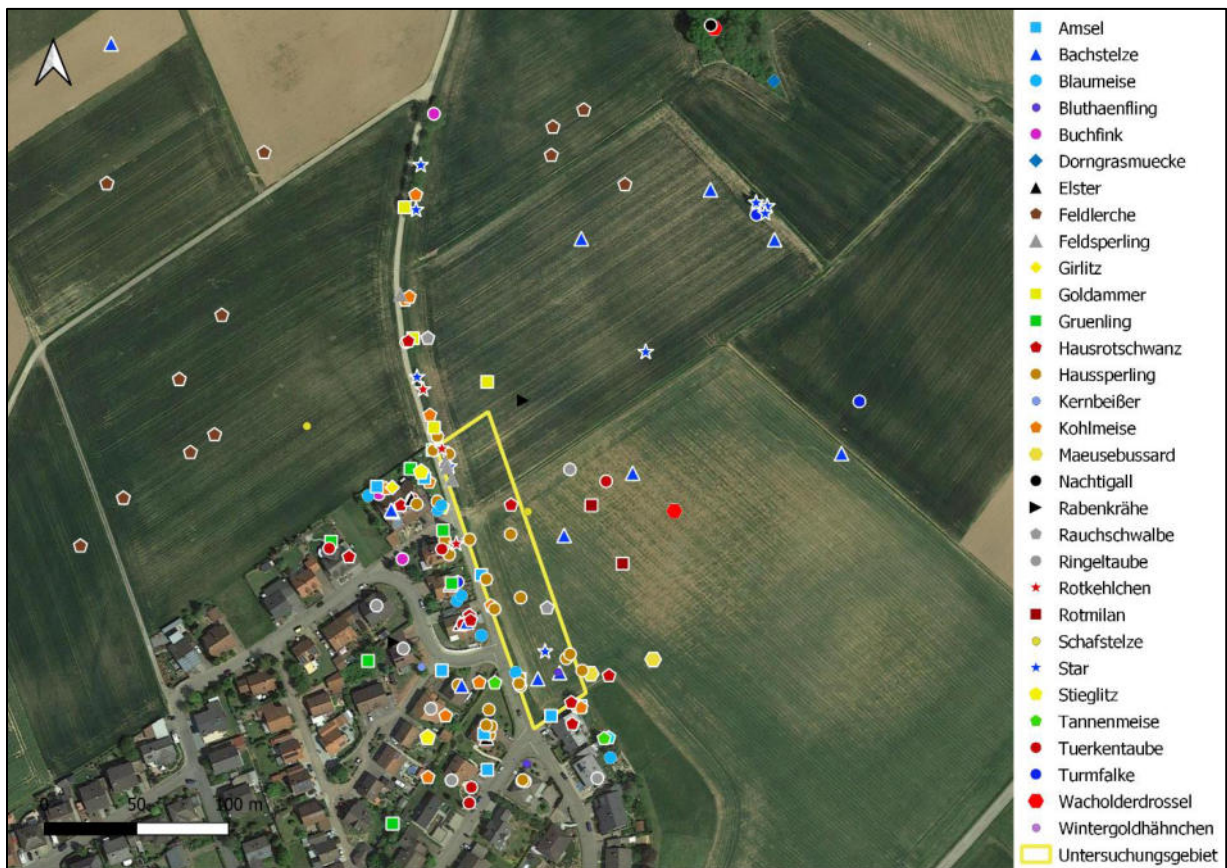 Amsel
Bachstelze
Blaumeise
Bluthaenfling
Buchfink
Dorngrasmuecke
Elster
Feldlerche
Feldsperling
Girlitz
Goldammer
Gruenling
Hausrotschwanz
Haussperling
Kernbeißer
Kohlmeise
Maeusebussard
Nachtigall
Rabenkrähe
Rauchschwalbe
Ringeltaube
Rotkehlchen
Rotmilan
Schafstelze
Star
Stieglitz
Tannenmeise
Tuerkentaube
Turmfalke
Wacholderdrossel
Wintergoldhähnchen
Untersuchungsgebiet
0 50 100 m